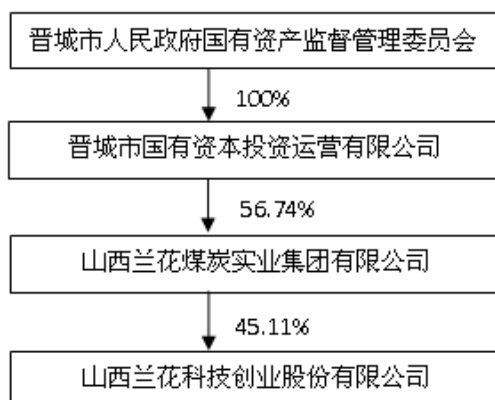 晋城市人民政府国有资产监督管理委员会
100%
晋城市国有资本投资运营有限公司
56.74%
山西兰花煤炭实业集团有限公司
45.11%
山西兰花科技创业股份有限公司